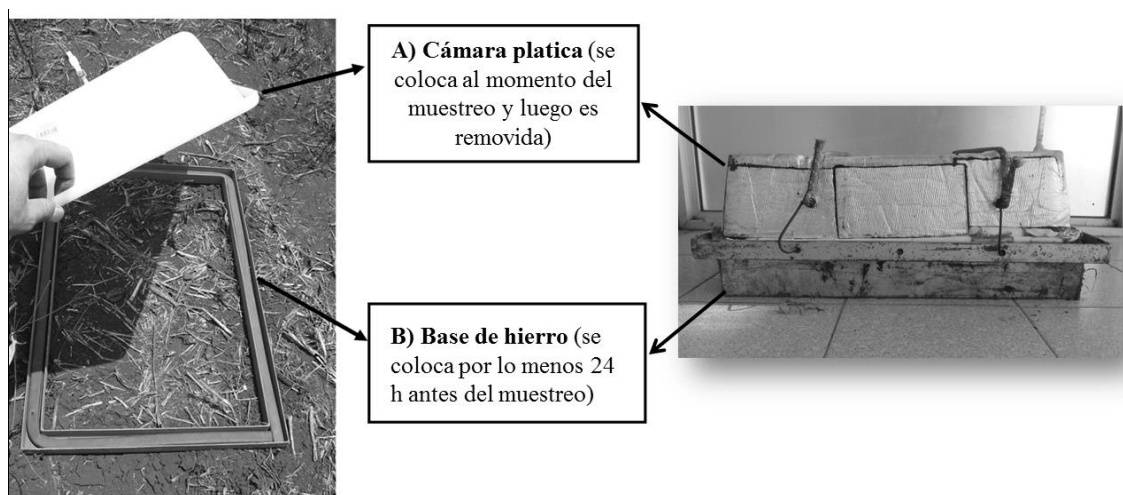 A) Cámara platica (se
coloca al momento del
muestreo y luego es
removida)
B) Base de hierro (se
coloca por lo menos 24
h antes del muestreo)